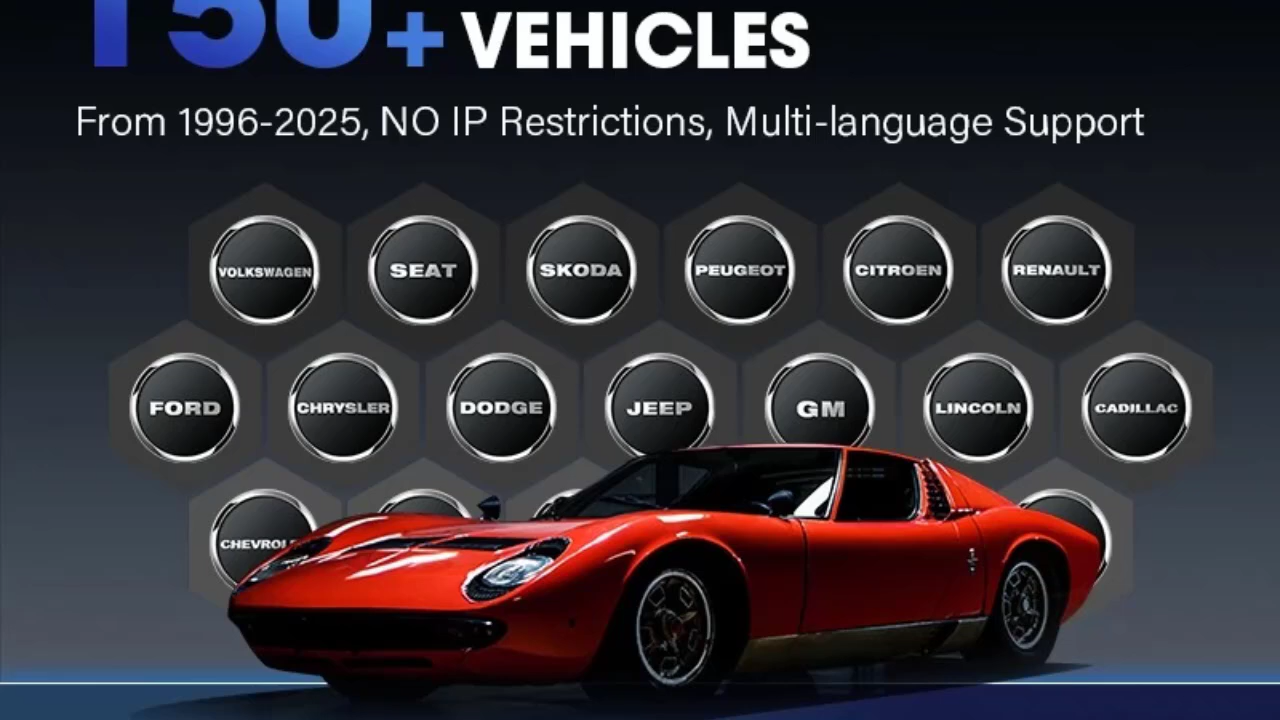 150+ VEHICLES
From 1996-2025, NO IP Restrictions, Multi-language Support
VOLKSWAGEN SEAT SKODA PEUGEOT CITROEN RENAULT
FORD CHRYSLER DODGE JEEP GM LINCOLN CADILLAC